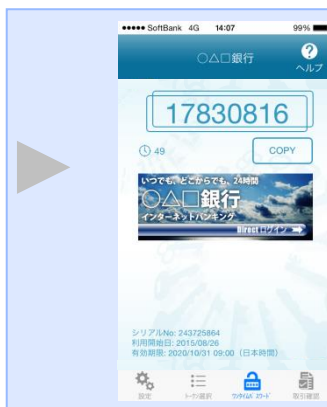 ●●●●● SoftBank 4G 14:07 99%
○△□銀行
?
ヘルプ
17830816
49
COPY
いつでも、どこからでも、24時間
○△□銀行
インターネットバンキング
Direct ログイン
シリアルNo: 243725864
利用開始日: 2015/08/26
有効期限: 2020/10/31 09:00（日本時間）
設定
トークン選択
ワンタイムパスワード
取引確認